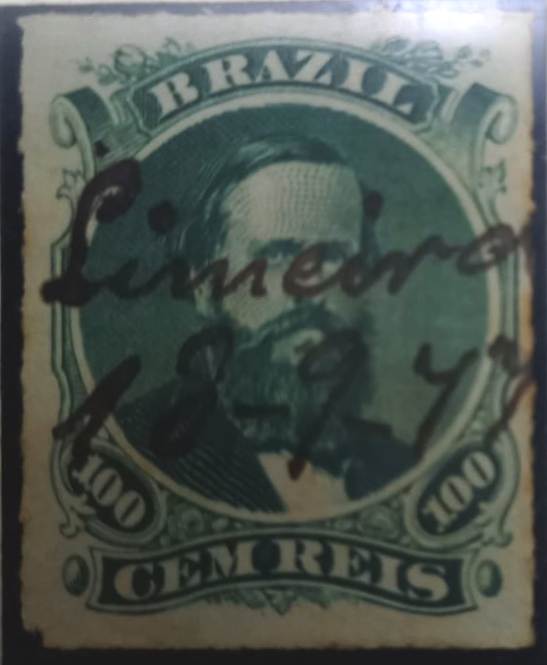 BRAZIL
Limeira
18-9-77
100 100
CEM REIS